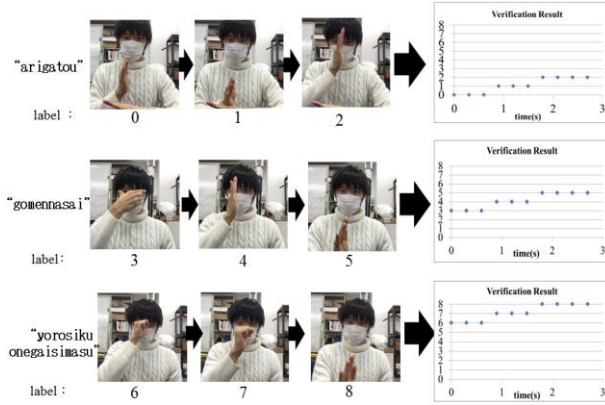 Verification Result
8
7
6
5
4
3
2
1
0
0 1 2 3
time(s)
"arigatou"
label : 0 1 2
Verification Result
8
7
6
5
4
3
2
1
0
0 1 2 3
time(s)
"gomennasai"
label: 3 4 5
Verification Result
8
7
6
5
4
3
2
1
0
0 1 2 3
time(s)
"yorosiku
onegaisimasu"
label : 6 7 8